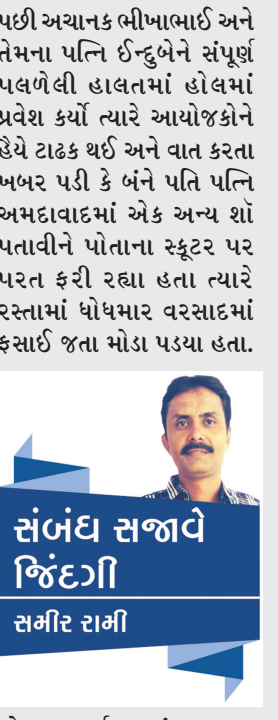 પછી અચાનક ભીખાભાઈ અને
તેમના પત્નિ ઈન્દુબેને સંપૂર્ણ
પલળેલી હાલતમાં હોલમાં
પ્રવેશ કર્યો ત્યારે આયોજકોને
હૈયે ટાઢક થઈ અને વાત કરતા
ખબર પડી કે બંને પતિ પત્નિ
અમદાવાદમાં એક અન્ય શૉ
પતાવીને પોતાના સ્કૂટર પર
પરત ફરી રહ્યા હતા ત્યારે
રસ્તામાં ધોધમાર વરસાદમાં
ફસાઈ જતા મોડા પડયા હતા.
સંબંધ સજાવે
જિંદગી
સમીર રામી